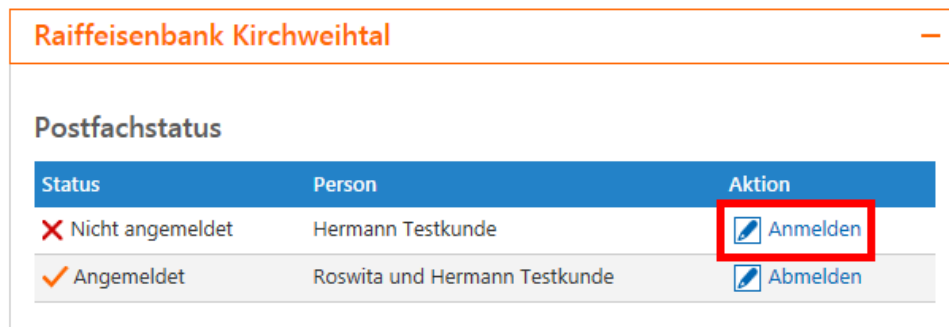 Raiffeisenbank Kirchweihtal
Postfachstatus
Status Person Aktion
Nicht angemeldet Hermann Testkunde Anmelden
Angemeldet Roswita und Hermann Testkunde Abmelden